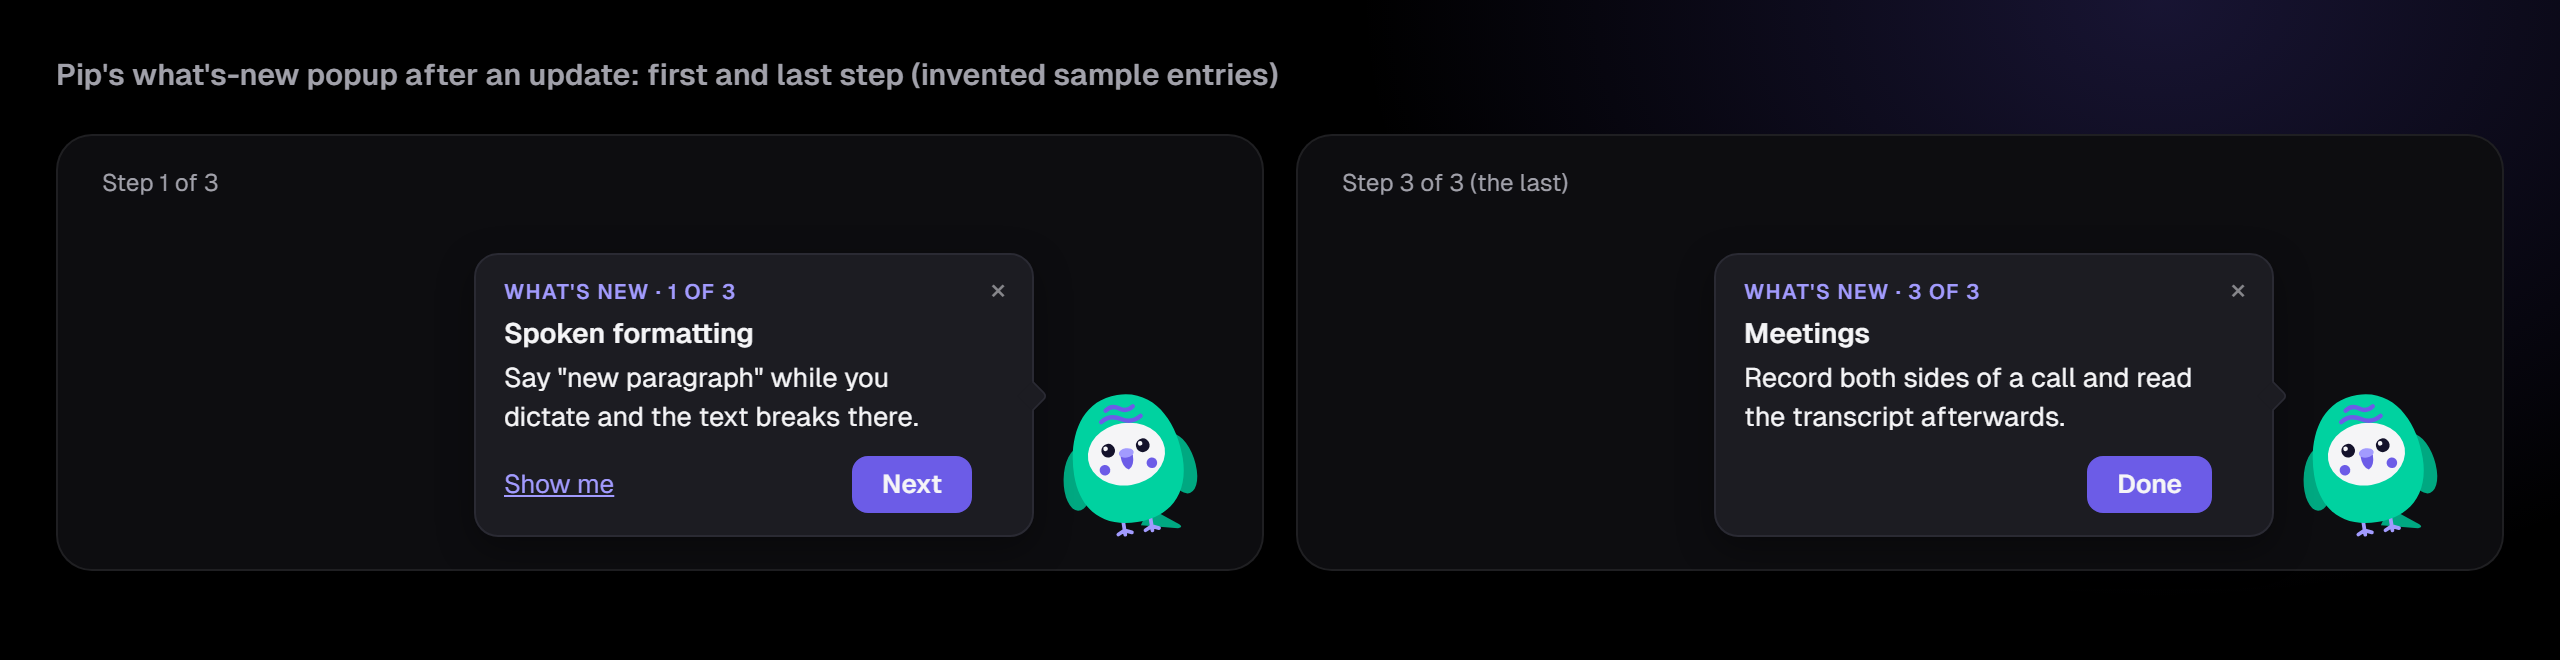 Pip's what's-new popup after an update: first and last step (invented sample entries)
Step 1 of 3
WHAT'S NEW · 1 OF 3
×
Spoken formatting
Say "new paragraph" while you
dictate and the text breaks there.
Show me
Next
Step 3 of 3 (the last)
WHAT'S NEW · 3 OF 3
×
Meetings
Record both sides of a call and read
the transcript afterwards.
Done